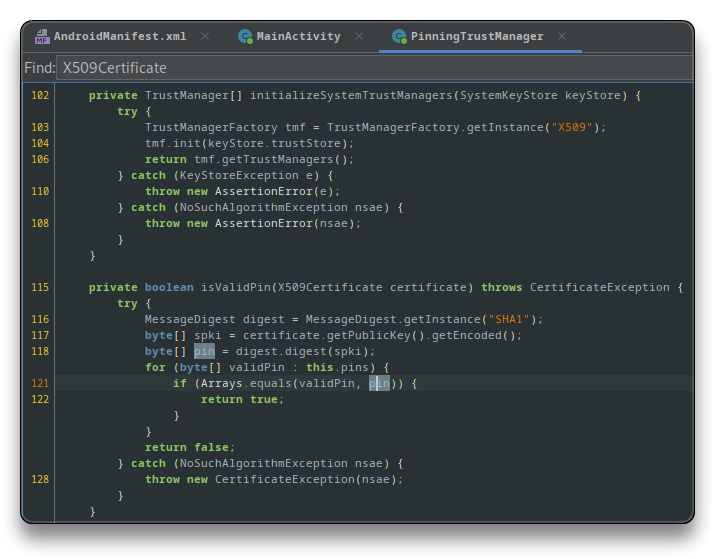 AndroidManifest.xml × MainActivity × PinningTrustManager ×
Find: X509Certificate
102 private TrustManager[] initializeSystemTrustManagers(SystemKeyStore keyStore) {
try {
103 TrustManagerFactory tmf = TrustManagerFactory.getInstance("X509");
104 tmf.init(keyStore.trustStore);
106 return tmf.getTrustManagers();
} catch (KeyStoreException e) {
110 throw new AssertionError(e);
} catch (NoSuchAlgorithmException nsae) {
108 throw new AssertionError(nsae);
}
}
115 private boolean isValidPin(X509Certificate certificate) throws CertificateException {
try {
116 MessageDigest digest = MessageDigest.getInstance("SHA1");
117 byte[] spki = certificate.getPublicKey().getEncoded();
118 byte[] pin = digest.digest(spki);
for (byte[] validPin : this.pins) {
121 if (Arrays.equals(validPin, pin)) {
122 return true;
}
}
return false;
} catch (NoSuchAlgorithmException nsae) {
128 throw new CertificateException(nsae);
}
}